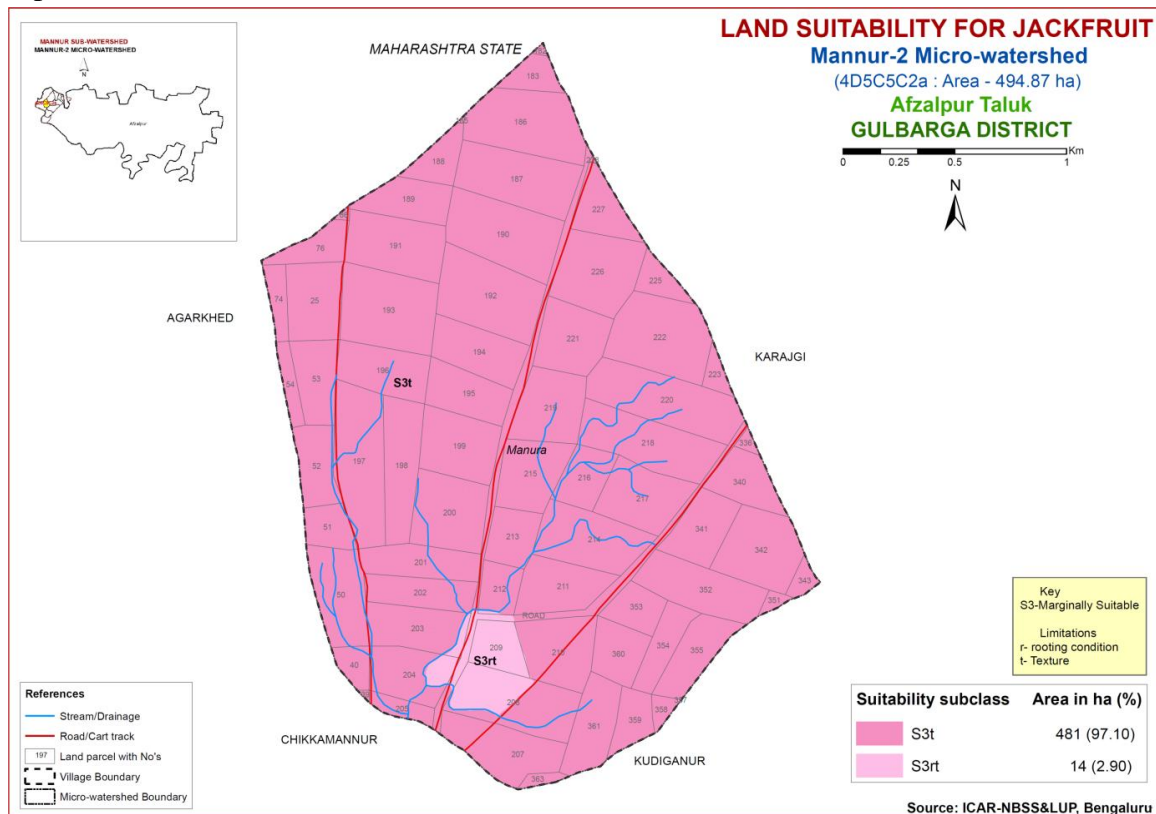 LAND SUITABILITY FOR JACKFRUIT
Mannur-2 Micro-watershed
(4D5C5C2a : Area - 494.87 ha)
Afzalpur Taluk
GULBARGA DISTRICT
Km
0 0.25 0.5 1
N
MANNUR SUB-WATERSHED
MANNUR-2 MICRO-WATERSHED
N
Afzalpur
MAHARASHTRA STATE
182
183
186
188
187
189
227
76
191
190
226
225
74
25
192
193
AGARKHED
221
222
KARAJGI
194
223
54
53
196
S3t
195
220
219
199
218
336
Manura
52
197
198
215
216
340
217
200
51
213
214
341
342
201
212
211
343
50
202
352
351
353
203
ROAD
209
210
360
354
355
S3rt
40
204
208
205
361
359
358
207
363
CHIKKAMANNUR
KUDIGANUR
Key
S3-Marginally Suitable
Limitations
r- rooting condition
t- Texture
References
Stream/Drainage
Road/Cart track
197 Land parcel with No's
Village Boundary
Micro-watershed Boundary
Suitability subclass Area in ha (%)
S3t 481 (97.10)
S3rt 14 (2.90)
Source: ICAR-NBSS&LUP, Bengaluru